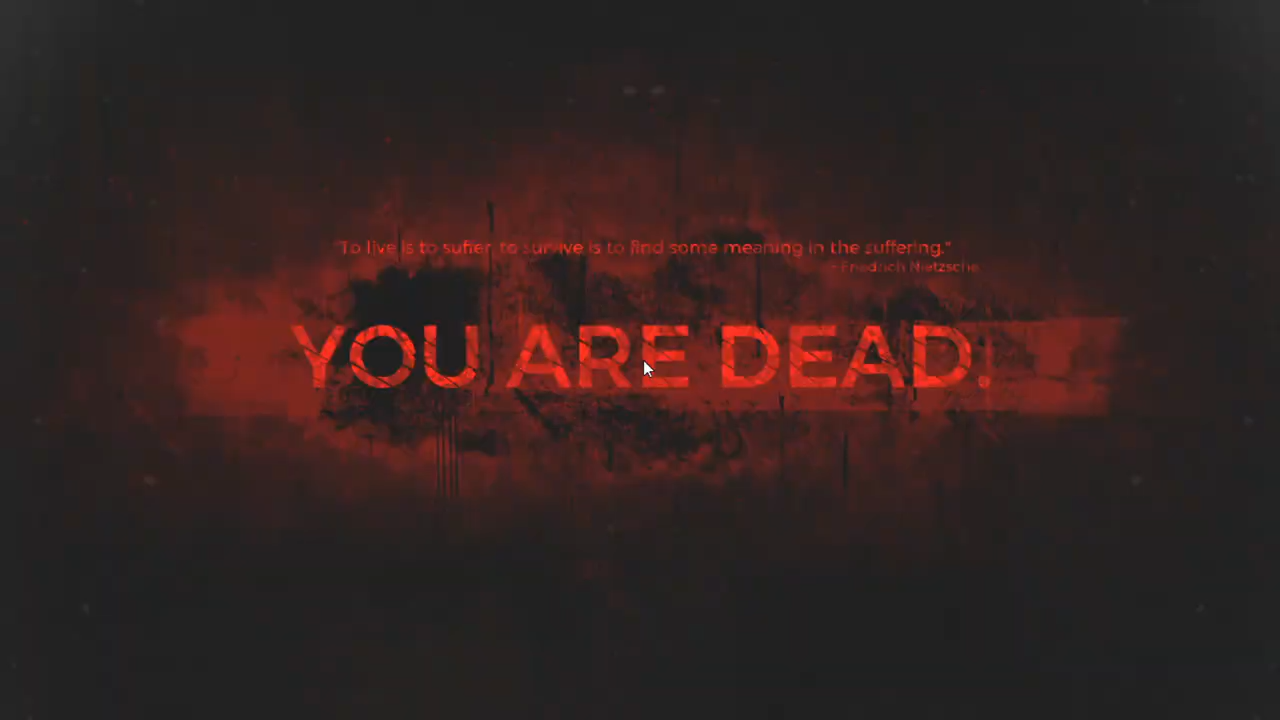 "To live is to suffer, to survive is to find some meaning in the suffering."
- Friedrich Nietzsche
YOU ARE DEAD.